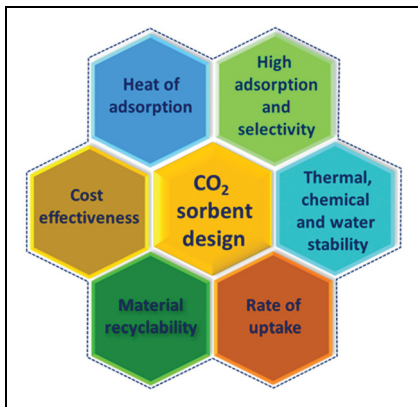 Heat of
adsorption
High
adsorption
and
selectivity
Cost
effectiveness
CO₂
sorbent
design
Thermal,
chemical
and water
stability
Material
recyclability
Rate of
uptake